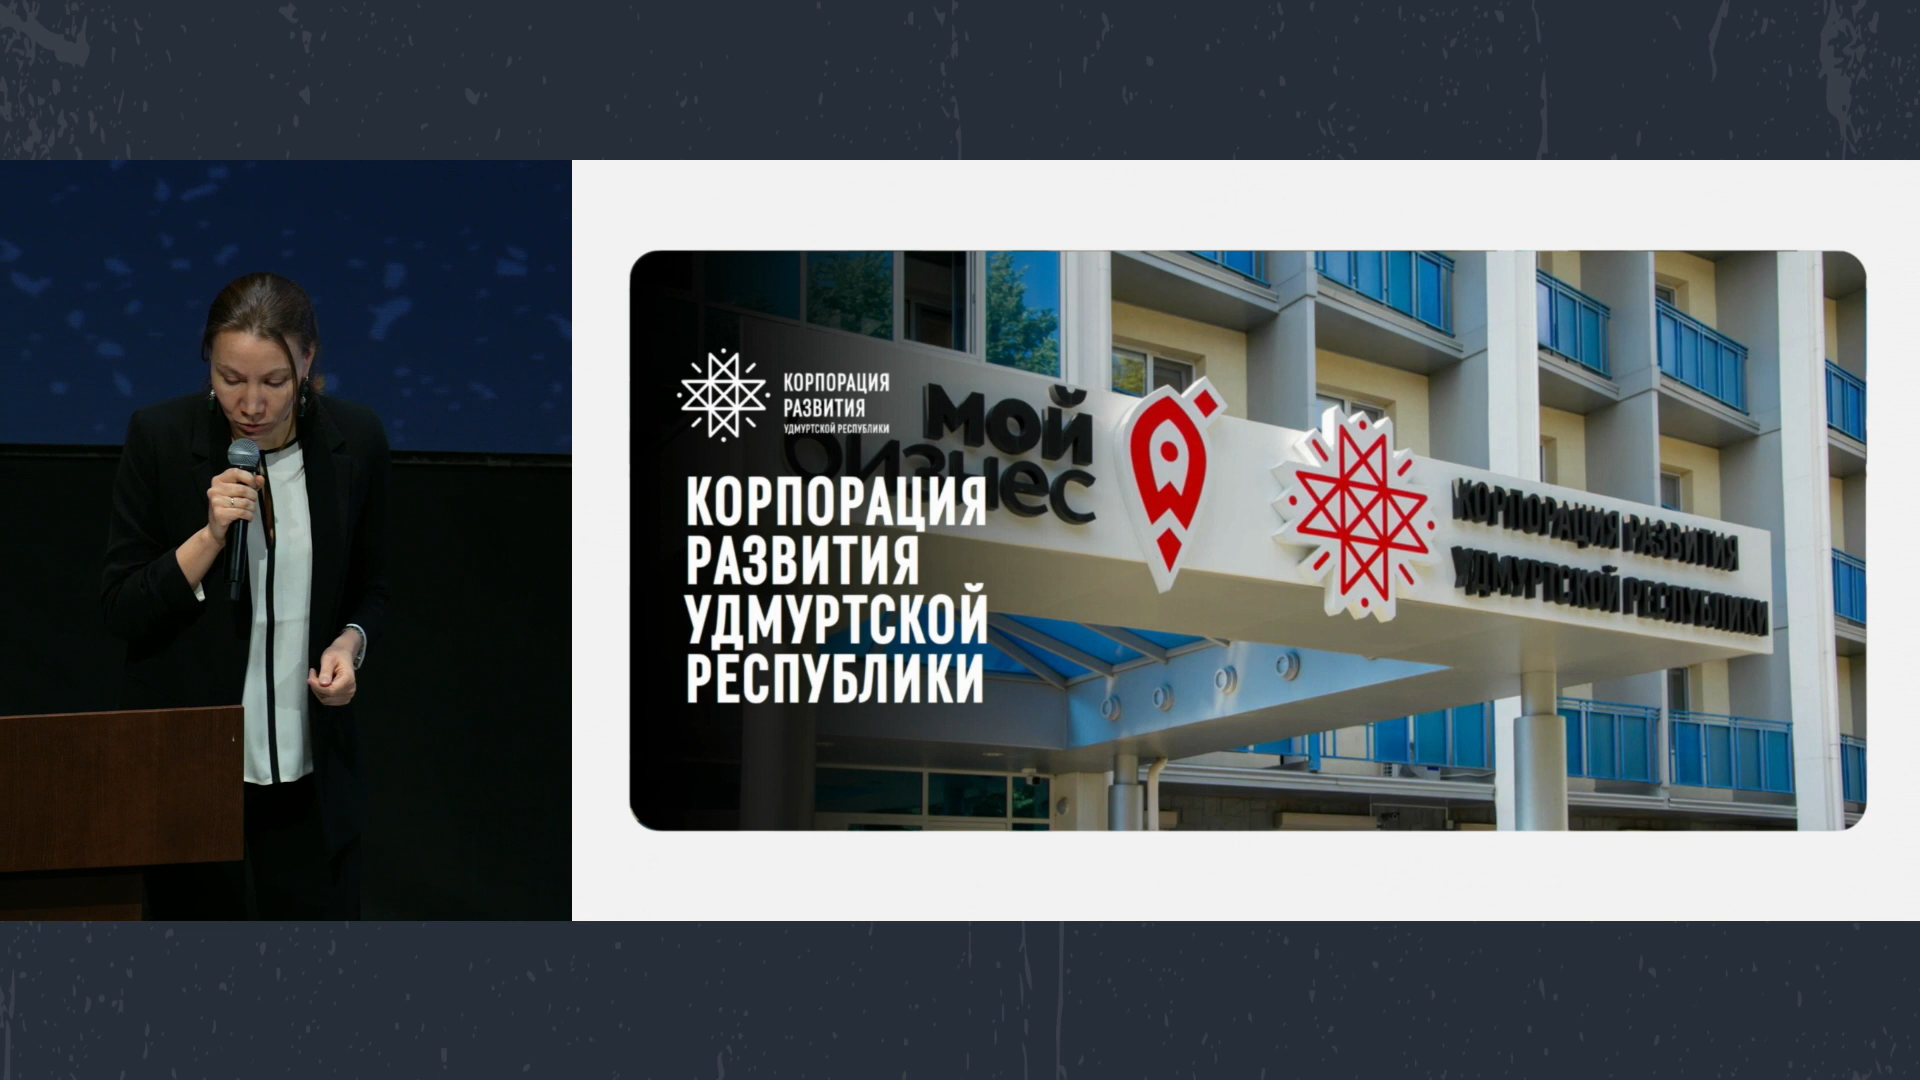 КОРПОРАЦИЯ
РАЗВИТИЯ
УДМУРТСКОЙ РЕСПУБЛИКИ
КОРПОРАЦИЯ
РАЗВИТИЯ
УДМУРТСКОЙ
РЕСПУБЛИКИ
мой
бизнес
КОРПОРАЦИЯ РАЗВИТИЯ
УДМУРТСКОЙ РЕСПУБЛИКИ